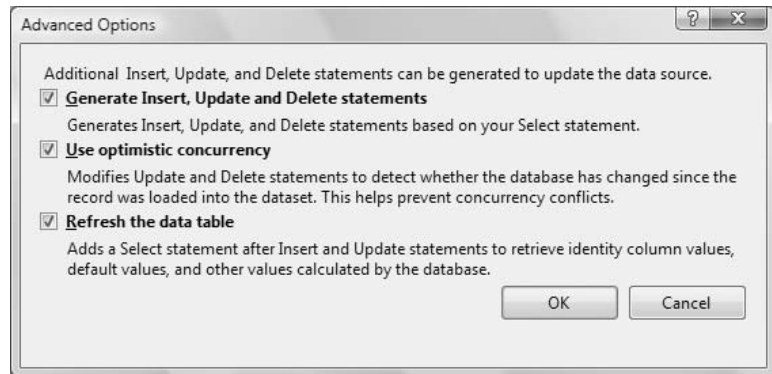 Advanced Options
?
Additional Insert, Update, and Delete statements can be generated to update the data source.
Generate Insert, Update and Delete statements
Generates Insert, Update, and Delete statements based on your Select statement.
Use optimistic concurrency
Modifies Update and Delete statements to detect whether the database has changed since the
record was loaded into the dataset. This helps prevent concurrency conflicts.
Refresh the data table
Adds a Select statement after Insert and Update statements to retrieve identity column values,
default values, and other values calculated by the database.
OK
Cancel